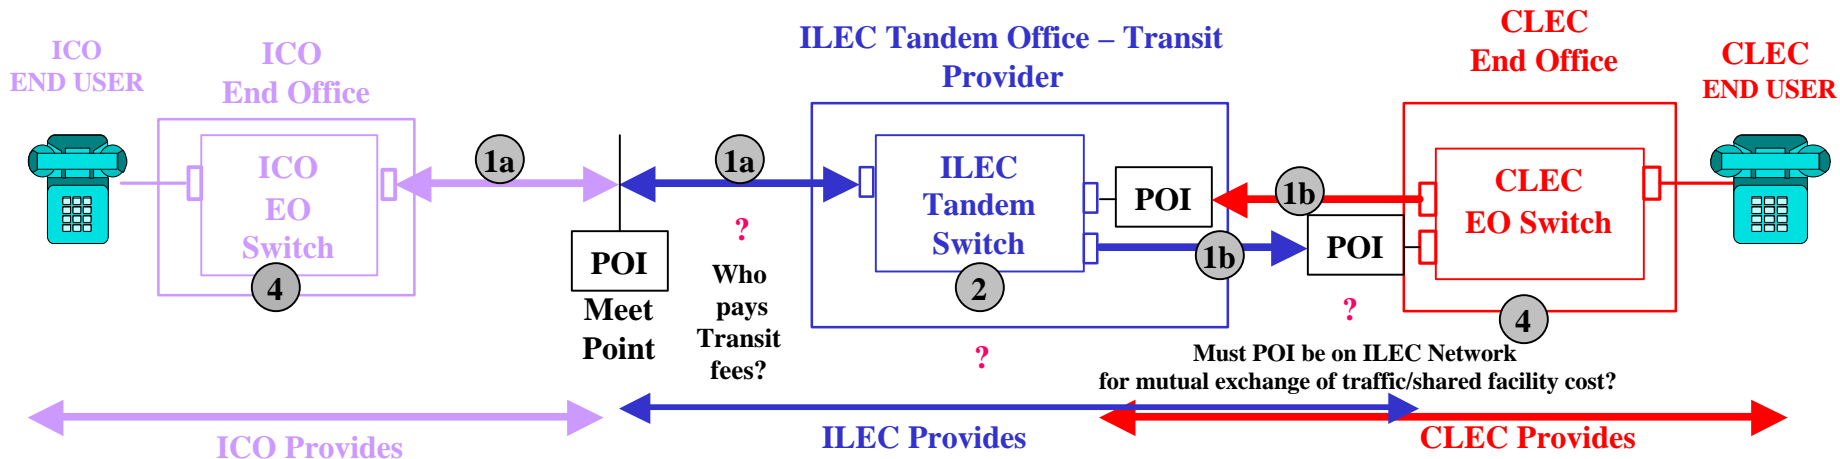 ICO
END USER
ICO
End Office
ILEC Tandem Office – Transit
Provider
CLEC
End Office
CLEC
END USER
ICO
EO
Switch
4
1a
POI
Meet
Point
1a
?
Who
pays
Transit
fees?
ILEC
Tandem
Switch
2
?
POI
1b
1b
POI
?
CLEC
EO Switch
4
Must POI be on ILEC Network
for mutual exchange of traffic/shared facility cost?
ICO Provides
ILEC Provides
CLEC Provides